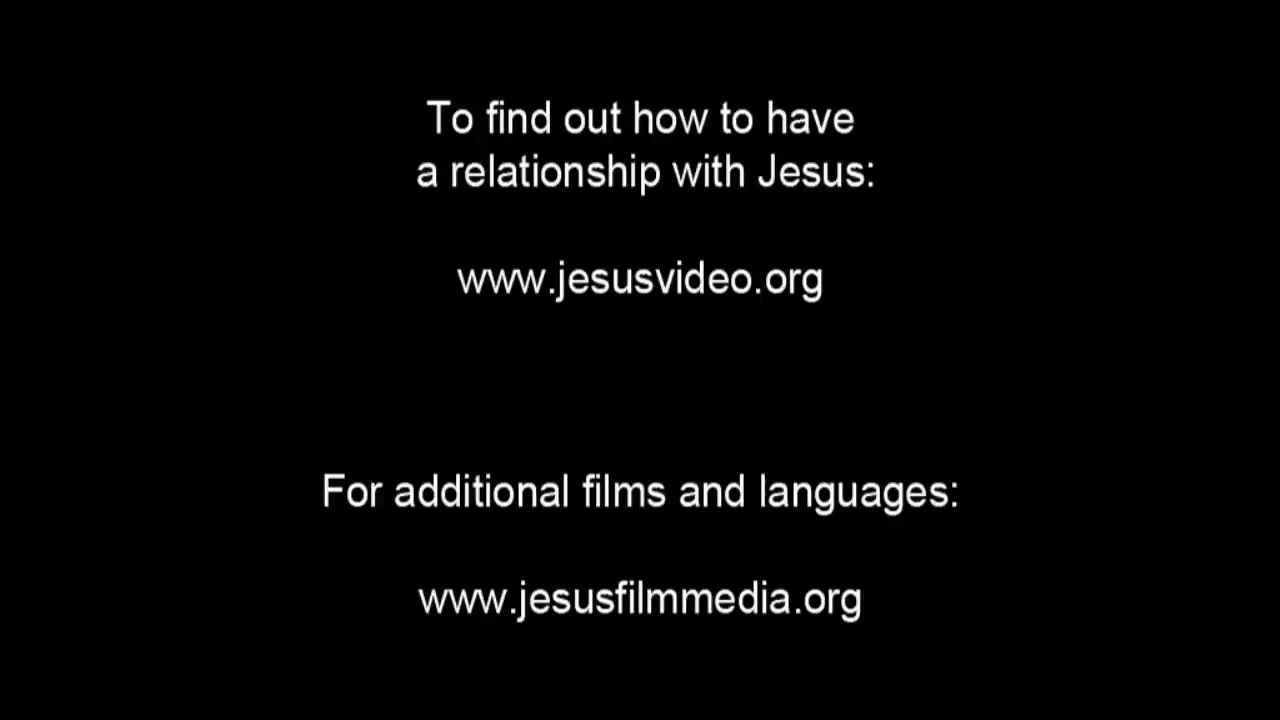 To find out how to have
a relationship with Jesus:
www.jesusvideo.org
For additional films and languages:
www.jesusfilmmedia.org